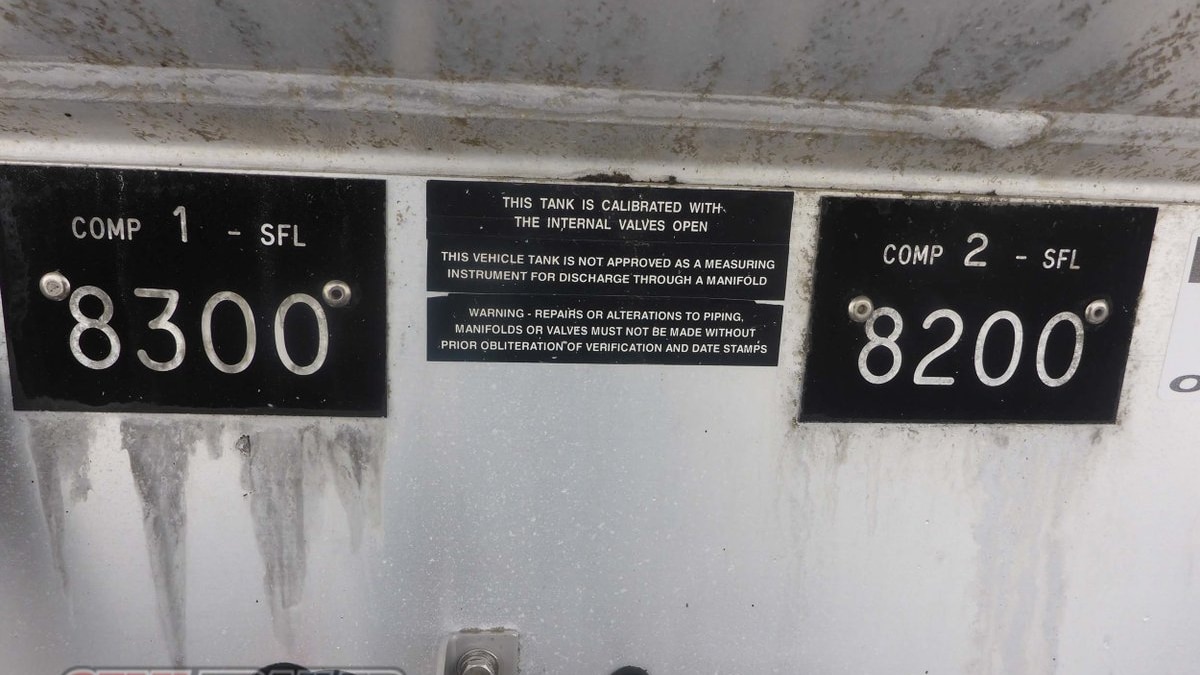 COMP 1 - SFL
8300
THIS TANK IS CALIBRATED WITH
THE INTERNAL VALVES OPEN
THIS VEHICLE TANK IS NOT APPROVED AS A MEASURING
INSTRUMENT FOR DISCHARGE THROUGH A MANIFOLD
WARNING - REPAIRS OR ALTERATIONS TO PIPING,
MANIFOLDS OR VALVES MUST NOT BE MADE WITHOUT
PRIOR OBLITERATION OF VERIFICATION AND DATE STAMPS
COMP 2 - SFL
8200